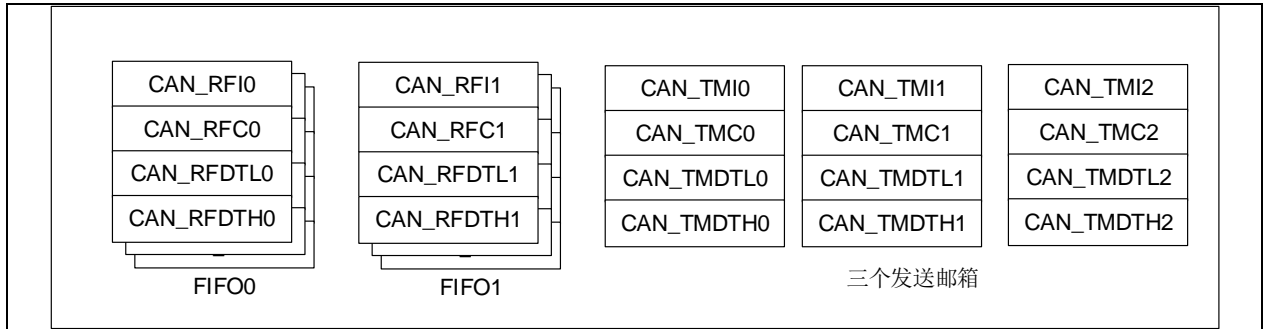 CAN_RFI0
CAN_RFC0
CAN_RFDTL0
CAN_RFDTH0
FIFO0
CAN_RFI1
CAN_RFC1
CAN_RFDTL1
CAN_RFDTH1
FIFO1
CAN_TMI0
CAN_TMC0
CAN_TMDTL0
CAN_TMDTH0
CAN_TMI1
CAN_TMC1
CAN_TMDTL1
CAN_TMDTH1
CAN_TMI2
CAN_TMC2
CAN_TMDTL2
CAN_TMDTH2
三个发送邮箱